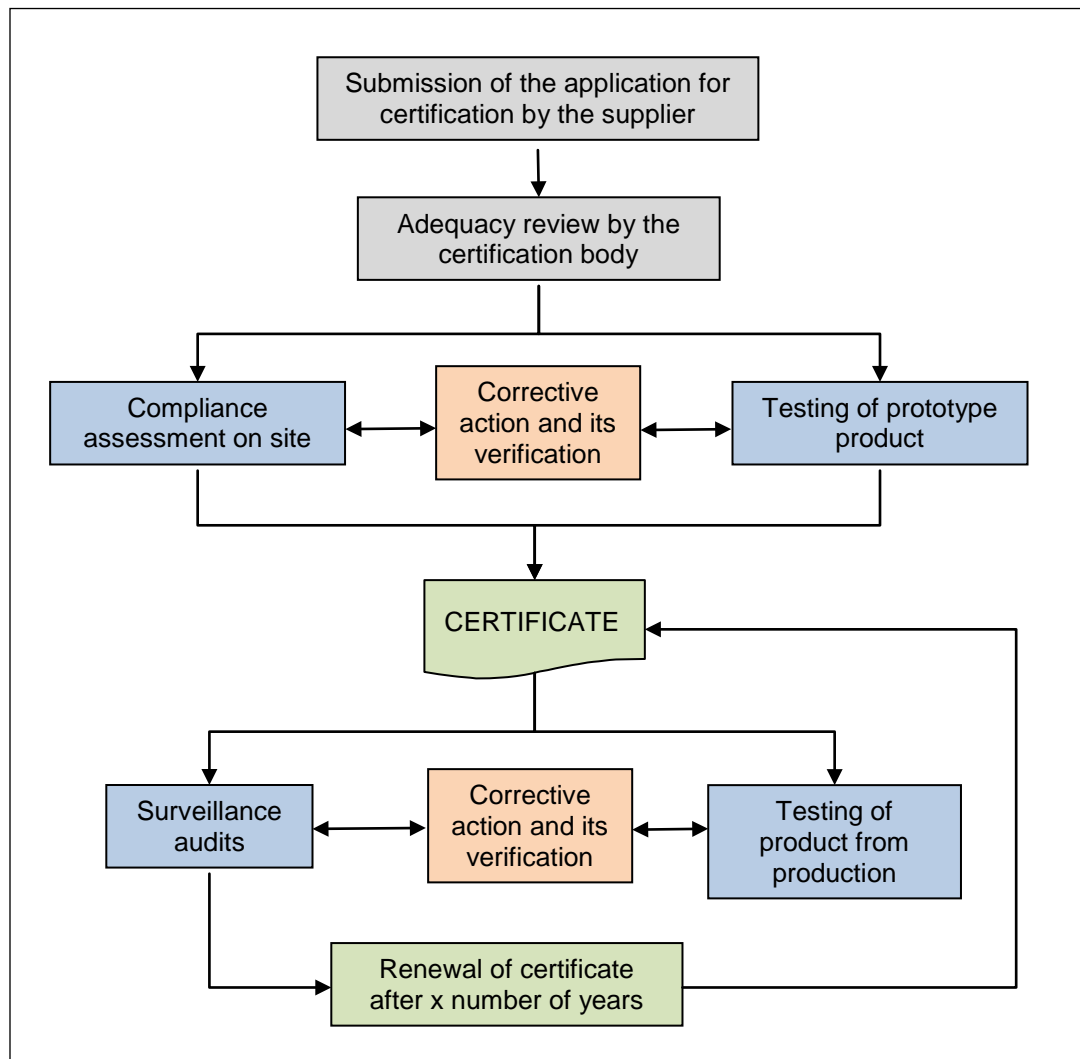 Submission of the application for
certification by the supplier
Adequacy review by the
certification body
Compliance
assessment on site
Corrective
action and its
verification
Testing of prototype
product
CERTIFICATE
Surveillance
audits
Corrective
action and its
verification
Testing of
product from
production
Renewal of certificate
after x number of years